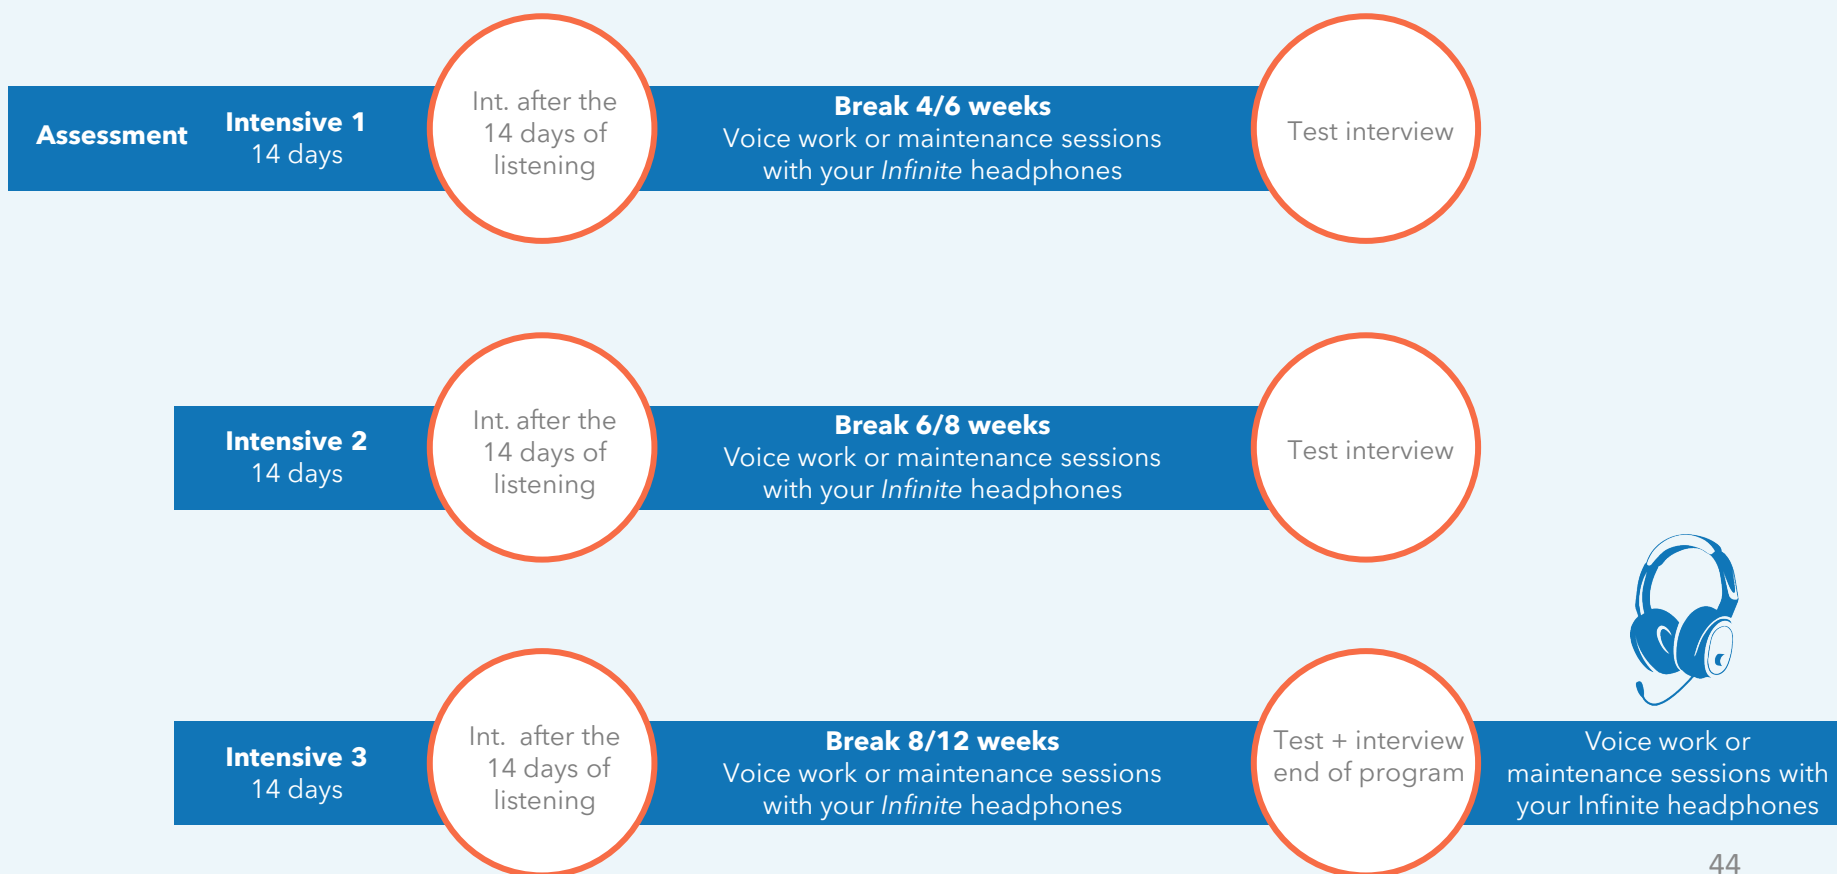 Assessment
Intensive 1
14 days
Int. after the
14 days of
listening
Break 4/6 weeks
Voice work or maintenance sessions
with your Infinite headphones
Test interview
Intensive 2
14 days
Int. after the
14 days of
listening
Break 6/8 weeks
Voice work or maintenance sessions
with your Infinite headphones
Test interview
Intensive 3
14 days
Int. after the
14 days of
listening
Break 8/12 weeks
Voice work or maintenance sessions
with your Infinite headphones
Test + interview
end of program
Voice work or
maintenance sessions with
your Infinite headphones
44